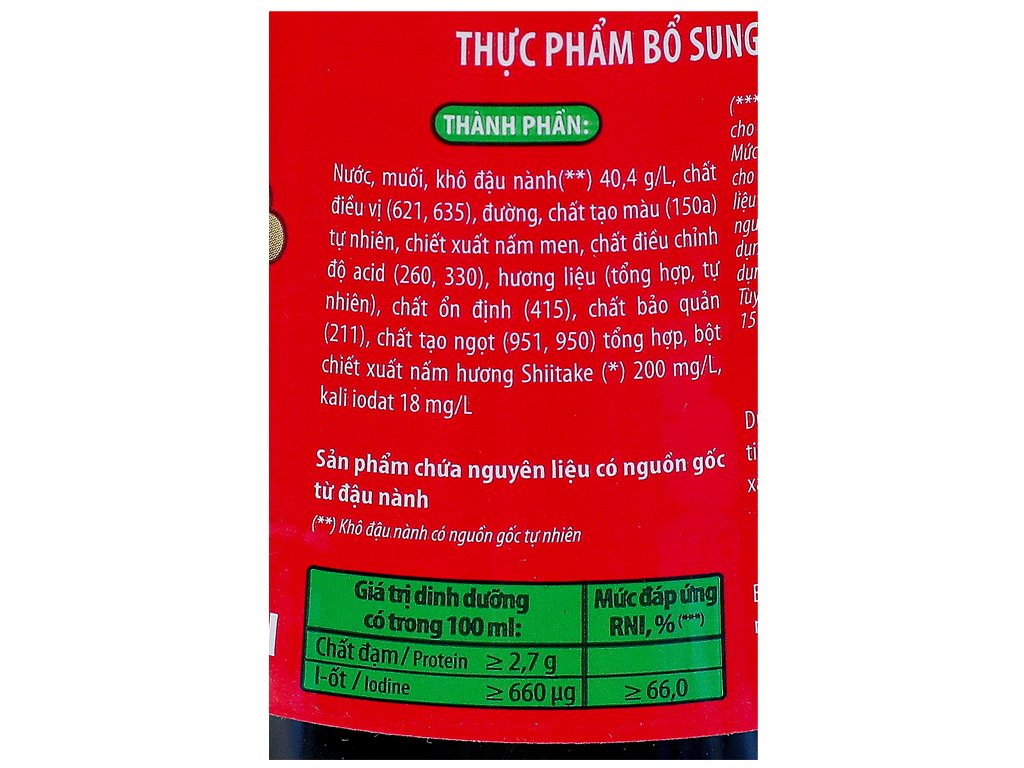 THỰC PHẨM BỔ SUNG
THÀNH PHẦN:
Nước, muối, khô đậu nành(**) 40,4 g/L, chất
điều vị (621, 635), đường, chất tạo màu (150a)
tự nhiên, chiết xuất nấm men, chất điều chỉnh
độ acid (260, 330), hương liệu (tổng hợp, tự
nhiên), chất ổn định (415), chất bảo quản
(211), chất tạo ngọt (951, 950) tổng hợp, bột
chiết xuất nấm hương Shiitake (*) 200 mg/L,
kali iodat 18 mg/L
Sản phẩm chứa nguyên liệu có nguồn gốc
từ đậu nành
(**) Khô đậu nành có nguồn gốc tự nhiên
Giá trị dinh dưỡng
có trong 100 ml:
Mức đáp ứng
RNI, % (***)
Chất đạm / Protein ≥ 2,7 g
I-ốt / Iodine ≥ 660 µg ≥ 66,0
(***
cho
Mức
cho
liệu
15